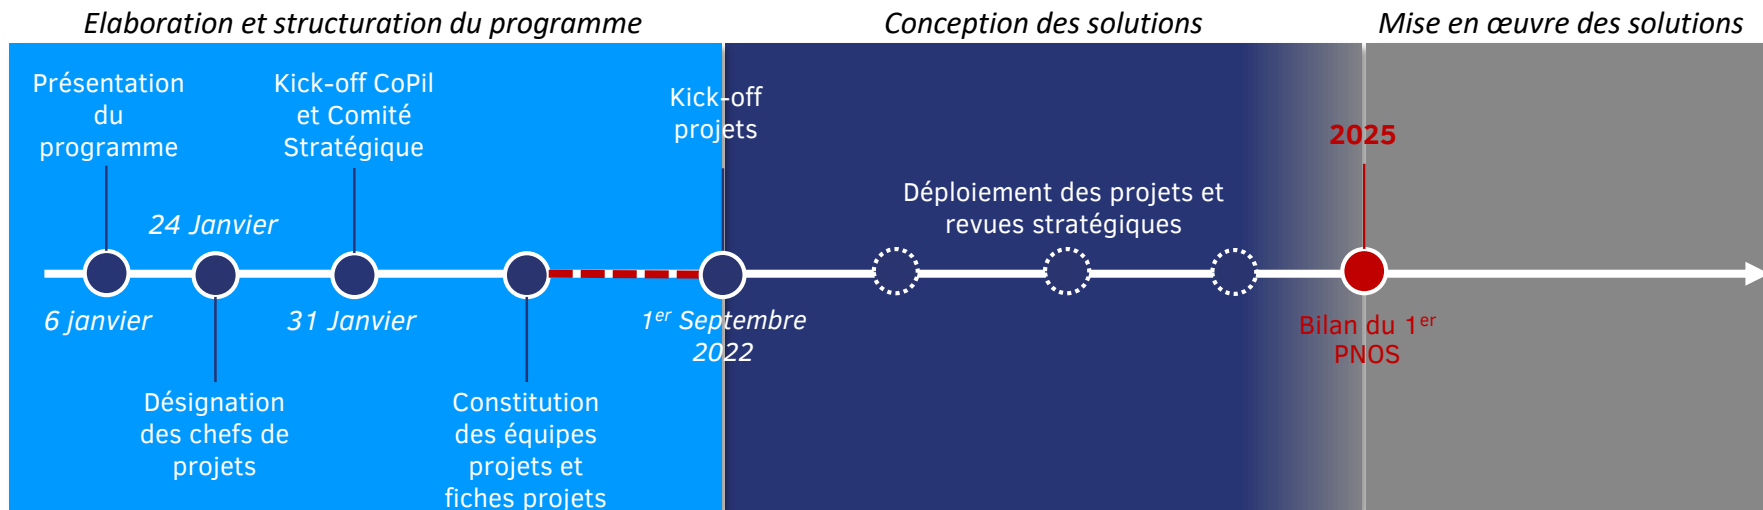 Elaboration et structuration du programme
Conception des solutions
Mise en œuvre des solutions
Présentation
du
programme
Kick-off CoPil
et Comité
Stratégique
Kick-off
projets
2025
24 Janvier
Déploiement des projets et
revues stratégiques
6 janvier
31 Janvier
1er Septembre
2022
Bilan du 1er
PNOS
Désignation
des chefs de
projets
Constitution
des équipes
projets et
fiches projets